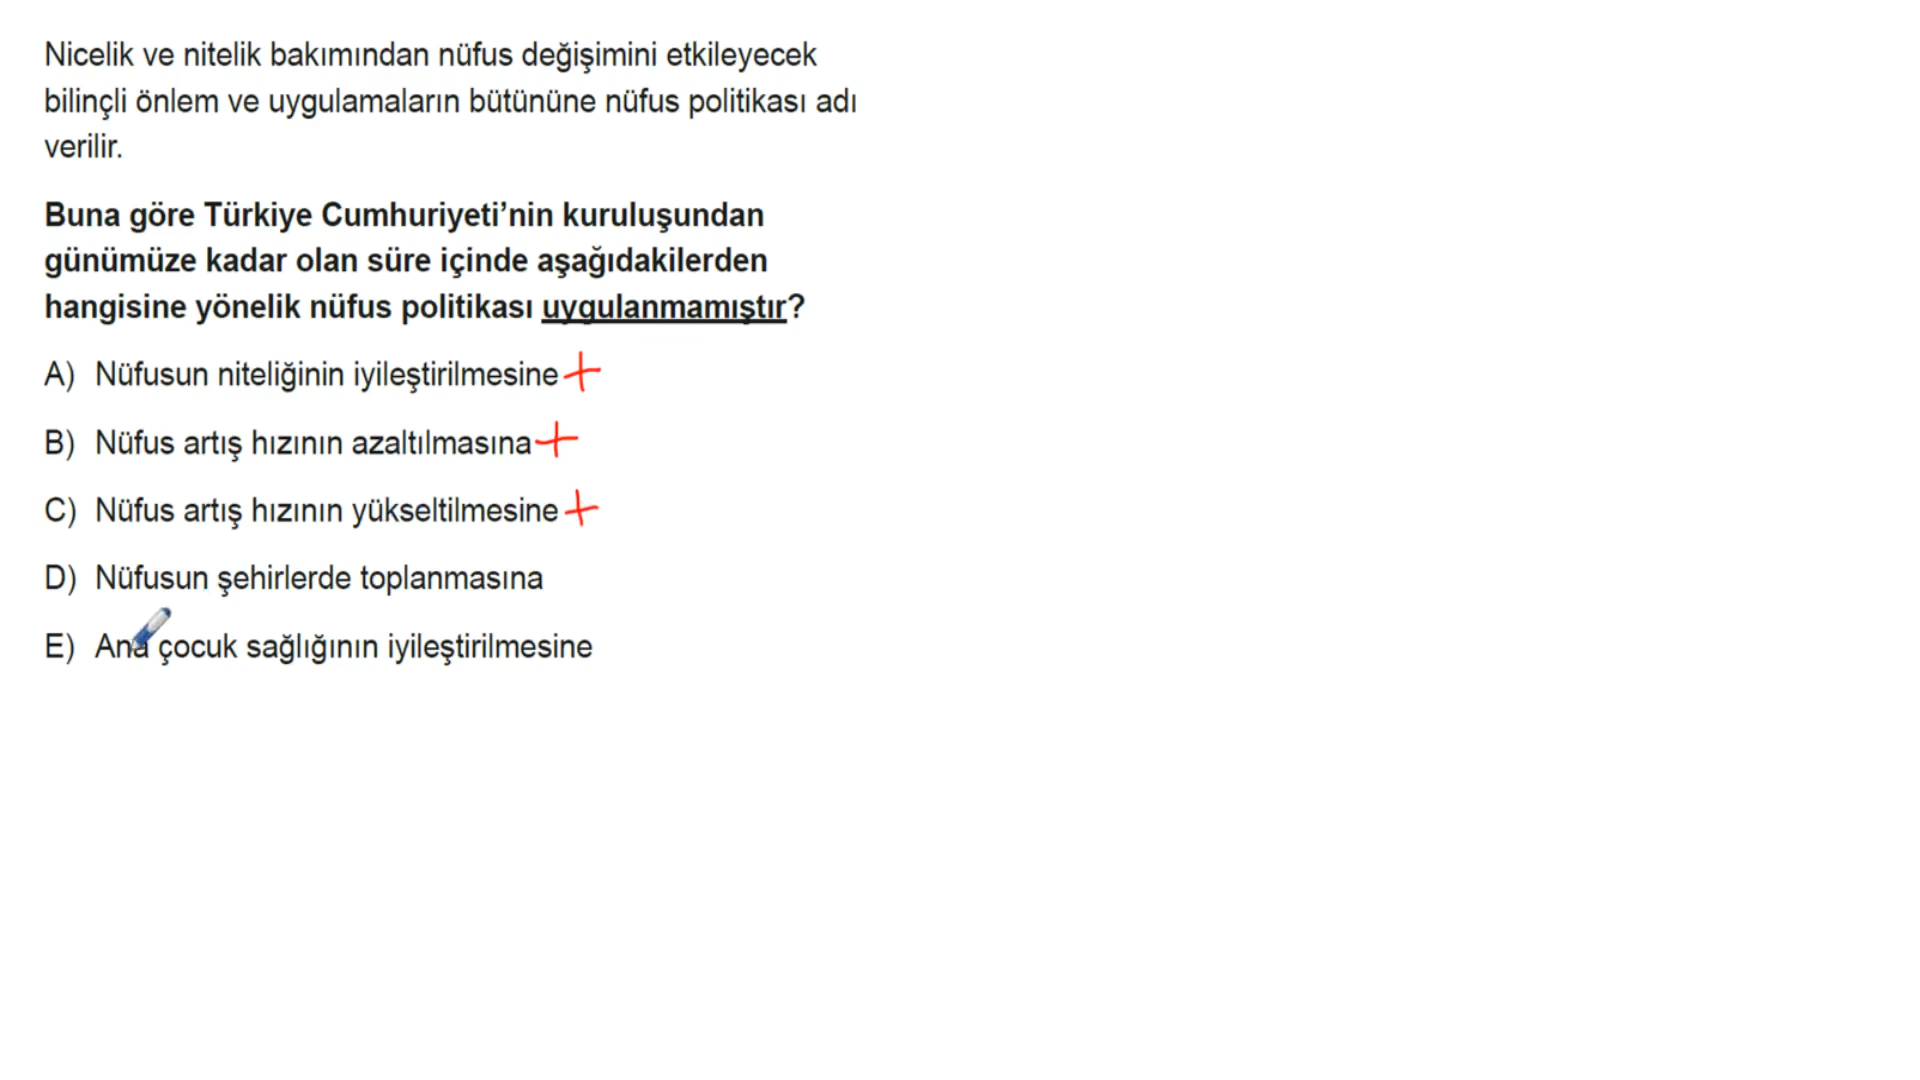 Nicelik ve nitelik bakımından nüfus değişimini etkileyecek
bilinçli önlem ve uygulamaların bütününe nüfus politikası adı
verilir.
Buna göre Türkiye Cumhuriyeti’nin kuruluşundan
günümüze kadar olan süre içinde aşağıdakilerden
hangisine yönelik nüfus politikası uygulanmamıştır?
A) Nüfusun niteliğinin iyileştirilmesine +
B) Nüfus artış hızının azaltılmasına +
C) Nüfus artış hızının yükseltilmesine +
D) Nüfusun şehirlerde toplanmasına
E) Ana çocuk sağlığının iyileştirilmesine